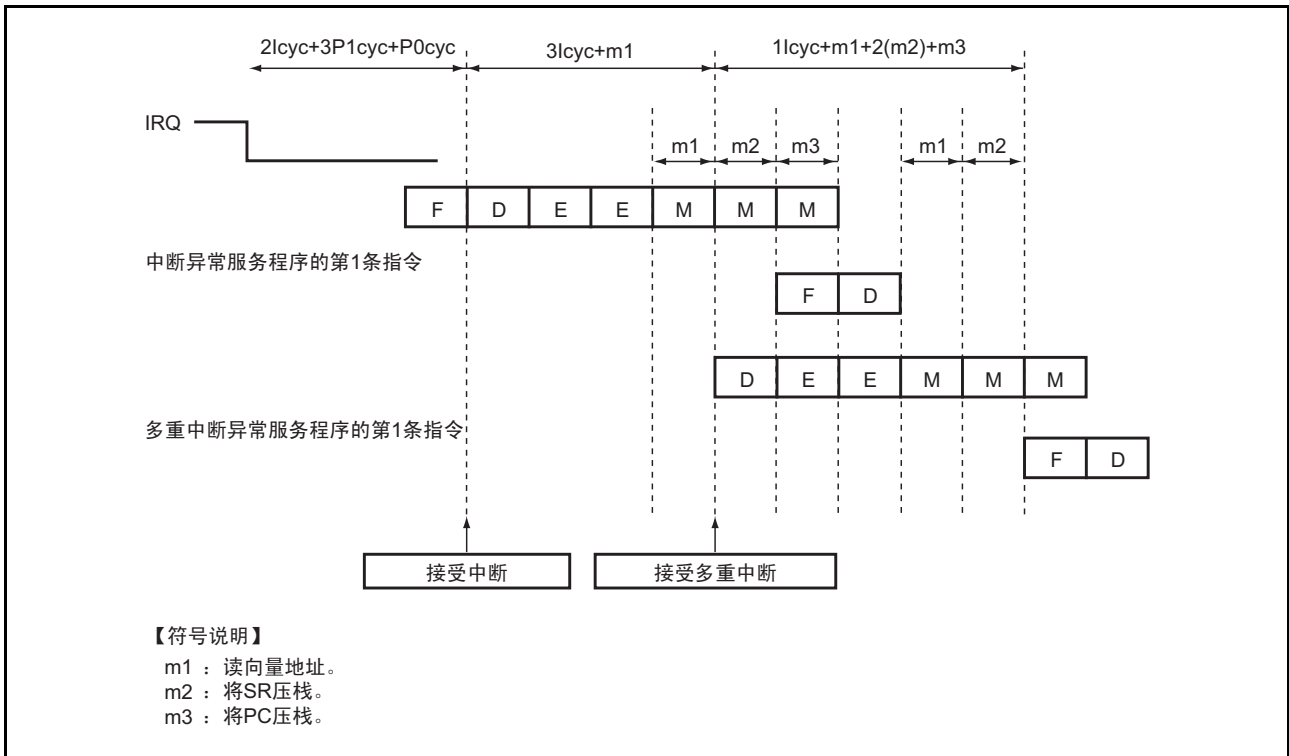 2Icyc+3P1cyc+P0cyc 3Icyc+m1 1Icyc+m1+2(m2)+m3
IRQ
m1 m2 m3 m1 m2
F D E E M M M
中断异常服务程序的第1条指令
F D
D E E M M M
多重中断异常服务程序的第1条指令
F D
接受中断 接受多重中断
【符号说明】
m1 : 读向量地址。
m2 : 将SR压栈。
m3 : 将PC压栈。